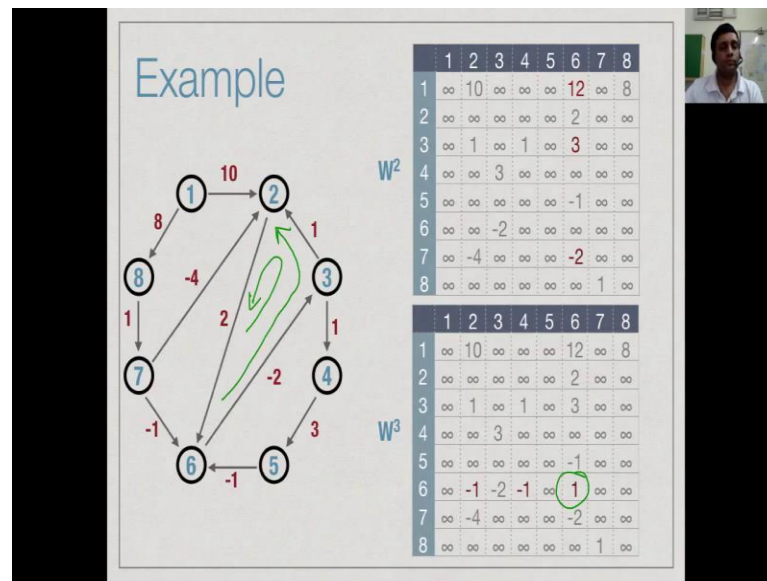 Example
10
1 2
8 1
8 -4 3
1 2 1
-2
7 4
-1 3
6 -1 5
W²
1 2 3 4 5 6 7 8
1 ∞ 10 ∞ ∞ ∞ 12 ∞ 8
2 ∞ ∞ ∞ ∞ ∞ 2 ∞ ∞
3 ∞ 1 ∞ 1 ∞ 3 ∞ ∞
4 ∞ ∞ 3 ∞ ∞ ∞ ∞ ∞
5 ∞ ∞ ∞ ∞ ∞ -1 ∞ ∞
6 ∞ ∞ -2 ∞ ∞ ∞ ∞ ∞
7 ∞ -4 ∞ ∞ ∞ -2 ∞ ∞
8 ∞ ∞ ∞ ∞ ∞ ∞ 1 ∞
W³
1 2 3 4 5 6 7 8
1 ∞ 10 ∞ ∞ ∞ 12 ∞ 8
2 ∞ ∞ ∞ ∞ ∞ 2 ∞ ∞
3 ∞ 1 ∞ 1 ∞ 3 ∞ ∞
4 ∞ ∞ 3 ∞ ∞ ∞ ∞ ∞
5 ∞ ∞ ∞ ∞ ∞ -1 ∞ ∞
6 ∞ -1 -2 -1 ∞ 1 ∞ ∞
7 ∞ -4 ∞ ∞ ∞ -2 ∞ ∞
8 ∞ ∞ ∞ ∞ ∞ ∞ 1 ∞